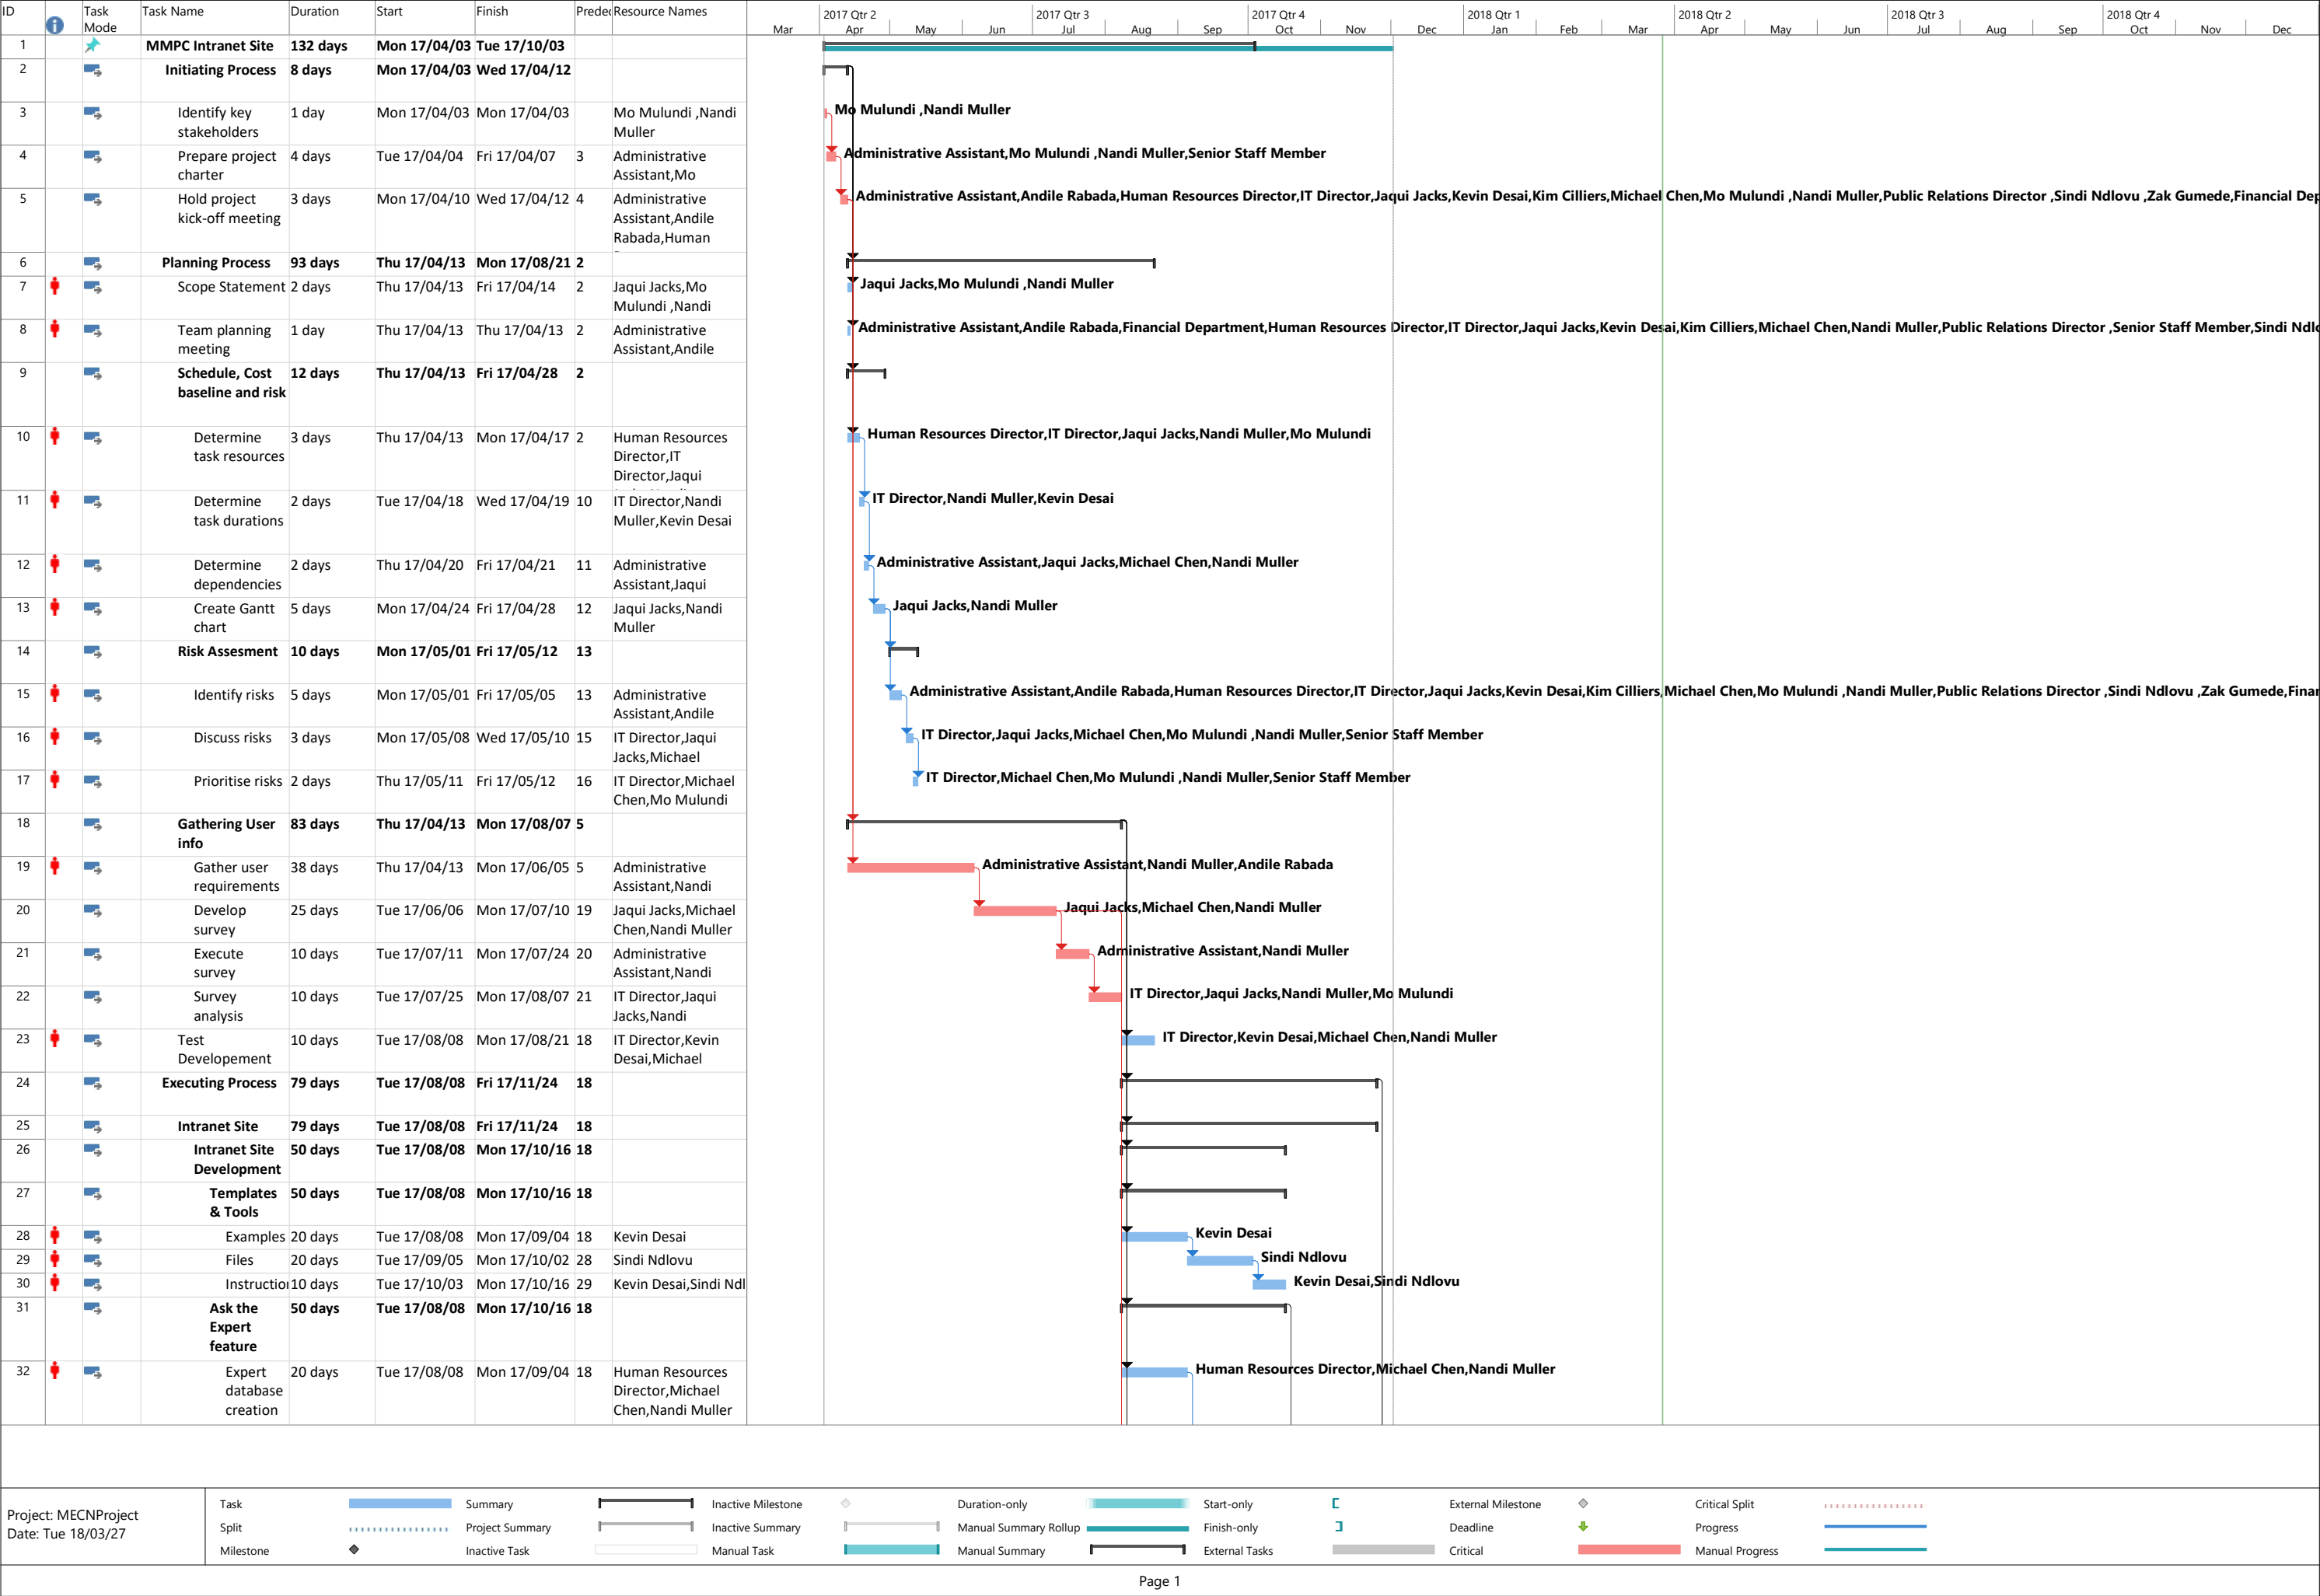 ID Task Mode Task Name Duration Start Finish Predec Resource Names
2017 Qtr 2 2017 Qtr 3 2017 Qtr 4 2018 Qtr 1 2018 Qtr 2 2018 Qtr 3 2018 Qtr 4
Mar Apr May Jun Jul Aug Sep Oct Nov Dec Jan Feb Mar Apr May Jun Jul Aug Sep Oct Nov Dec
1 MMPC Intranet Site 132 days Mon 17/04/03 Tue 17/10/03
2 Initiating Process 8 days Mon 17/04/03 Wed 17/04/12
3 Identify key 1 day Mon 17/04/03 Mon 17/04/03 Mo Mulundi ,Nandi
stakeholders Muller
Mo Mulundi ,Nandi Muller
4 Prepare project 4 days Tue 17/04/04 Fri 17/04/07 3 Administrative
charter Assistant,Mo
Administrative Assistant,Mo Mulundi ,Nandi Muller,Senior Staff Member
5 Hold project 3 days Mon 17/04/10 Wed 17/04/12 4 Administrative
kick-off meeting Assistant,Andile
Rabada,Human
Administrative Assistant,Andile Rabada,Human Resources Director,IT Director,Jaqui Jacks,Kevin Desai,Kim Cilliers,Michael Chen,Mo Mulundi ,Nandi Muller,Public Relations Director ,Sindi Ndlovu ,Zak Gumede,Financial Dep
6 Planning Process 93 days Thu 17/04/13 Mon 17/08/21 2
7 Scope Statement 2 days Thu 17/04/13 Fri 17/04/14 2 Jaqui Jacks,Mo
Mulundi ,Nandi
Jaqui Jacks,Mo Mulundi ,Nandi Muller
8 Team planning 1 day Thu 17/04/13 Thu 17/04/13 2 Administrative
meeting Assistant,Andile
Administrative Assistant,Andile Rabada,Financial Department,Human Resources Director,IT Director,Jaqui Jacks,Kevin Desai,Kim Cilliers,Michael Chen,Nandi Muller,Public Relations Director ,Senior Staff Member,Sindi Ndlo
9 Schedule, Cost 12 days Thu 17/04/13 Fri 17/04/28 2
baseline and risk
10 Determine 3 days Thu 17/04/13 Mon 17/04/17 2 Human Resources
task resources Director,IT
Director,Jaqui
Human Resources Director,IT Director,Jaqui Jacks,Nandi Muller,Mo Mulundi
11 Determine 2 days Tue 17/04/18 Wed 17/04/19 10 IT Director,Nandi
task durations Muller,Kevin Desai
IT Director,Nandi Muller,Kevin Desai
12 Determine 2 days Thu 17/04/20 Fri 17/04/21 11 Administrative
dependencies Assistant,Jaqui
Administrative Assistant,Jaqui Jacks,Michael Chen,Nandi Muller
13 Create Gantt 5 days Mon 17/04/24 Fri 17/04/28 12 Jaqui Jacks,Nandi
chart Muller
Jaqui Jacks,Nandi Muller
14 Risk Assesment 10 days Mon 17/05/01 Fri 17/05/12 13
15 Identify risks 5 days Mon 17/05/01 Fri 17/05/05 13 Administrative
Assistant,Andile
Administrative Assistant,Andile Rabada,Human Resources Director,IT Director,Jaqui Jacks,Kevin Desai,Kim Cilliers,Michael Chen,Mo Mulundi ,Nandi Muller,Public Relations Director ,Sindi Ndlovu ,Zak Gumede,Finan
16 Discuss risks 3 days Mon 17/05/08 Wed 17/05/10 15 IT Director,Jaqui
Jacks,Michael
IT Director,Jaqui Jacks,Michael Chen,Mo Mulundi ,Nandi Muller,Senior Staff Member
17 Prioritise risks 2 days Thu 17/05/11 Fri 17/05/12 16 IT Director,Michael
Chen,Mo Mulundi
IT Director,Michael Chen,Mo Mulundi ,Nandi Muller,Senior Staff Member
18 Gathering User 83 days Thu 17/04/13 Mon 17/08/07 5
info
19 Gather user 38 days Thu 17/04/13 Mon 17/06/05 5 Administrative
requirements Assistant,Nandi
Administrative Assistant,Nandi Muller,Andile Rabada
20 Develop 25 days Tue 17/06/06 Mon 17/07/10 19 Jaqui Jacks,Michael
survey Chen,Nandi Muller
Jaqui Jacks,Michael Chen,Nandi Muller
21 Execute 10 days Tue 17/07/11 Mon 17/07/24 20 Administrative
survey Assistant,Nandi
Administrative Assistant,Nandi Muller
22 Survey 10 days Tue 17/07/25 Mon 17/08/07 21 IT Director,Jaqui
analysis Jacks,Nandi
IT Director,Jaqui Jacks,Nandi Muller,Mo Mulundi
23 Test 10 days Tue 17/08/08 Mon 17/08/21 18 IT Director,Kevin
Developement Desai,Michael
IT Director,Kevin Desai,Michael Chen,Nandi Muller
24 Executing Process 79 days Tue 17/08/08 Fri 17/11/24 18
25 Intranet Site 79 days Tue 17/08/08 Fri 17/11/24 18
26 Intranet Site 50 days Tue 17/08/08 Mon 17/10/16 18
Development
27 Templates 50 days Tue 17/08/08 Mon 17/10/16 18
& Tools
28 Examples 20 days Tue 17/08/08 Mon 17/09/04 18 Kevin Desai
Kevin Desai
29 Files 20 days Tue 17/09/05 Mon 17/10/02 28 Sindi Ndlovu
Sindi Ndlovu
30 Instructio 10 days Tue 17/10/03 Mon 17/10/16 29 Kevin Desai,Sindi Ndl
Kevin Desai,Sindi Ndlovu
31 Ask the 50 days Tue 17/08/08 Mon 17/10/16 18
Expert
feature
32 Expert 20 days Tue 17/08/08 Mon 17/09/04 18 Human Resources
database Director,Michael
creation Chen,Nandi Muller
Human Resources Director,Michael Chen,Nandi Muller
Project: MECNProject
Date: Tue 18/03/27
Task Summary Inactive Milestone Duration-only Start-only External Milestone Critical Split
Split Project Summary Inactive Summary Manual Summary Rollup Finish-only Deadline Progress
Milestone Inactive Task Manual Task Manual Summary External Tasks Critical Manual Progress
Page 1